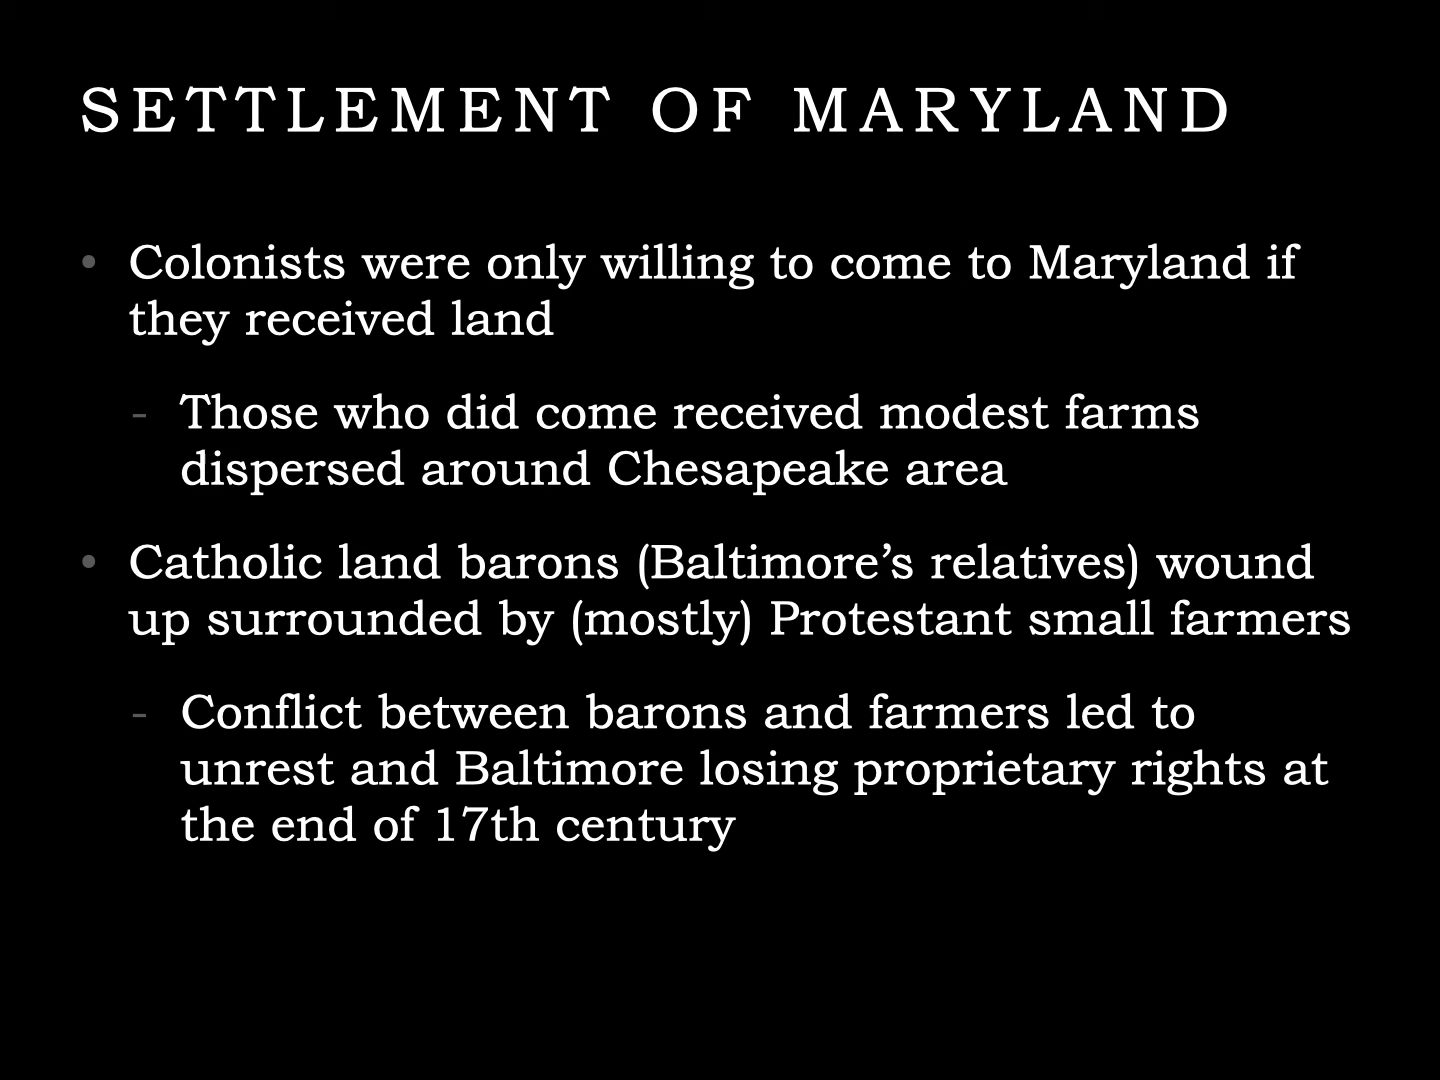 SETTLEMENT OF MARYLAND
• Colonists were only willing to come to Maryland if
they received land
- Those who did come received modest farms
dispersed around Chesapeake area
• Catholic land barons (Baltimore’s relatives) wound
up surrounded by (mostly) Protestant small farmers
- Conflict between barons and farmers led to
unrest and Baltimore losing proprietary rights at
the end of 17th century